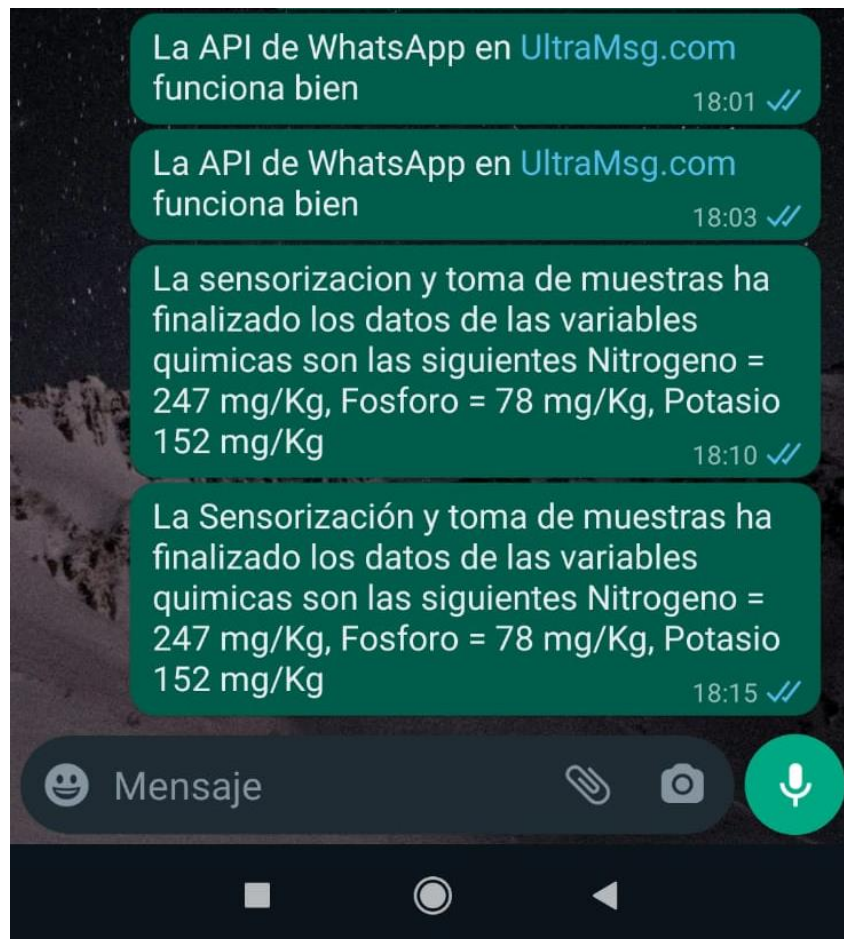 La API de WhatsApp en UltraMsg.com
funciona bien
18:01
La API de WhatsApp en UltraMsg.com
funciona bien
18:03
La sensorizacion y toma de muestras ha
finalizado los datos de las variables
quimicas son las siguientes Nitrogeno =
247 mg/Kg, Fosforo = 78 mg/Kg, Potasio
152 mg/Kg
18:10
La Sensorización y toma de muestras ha
finalizado los datos de las variables
quimicas son las siguientes Nitrogeno =
247 mg/Kg, Fosforo = 78 mg/Kg, Potasio
152 mg/Kg
18:15
Mensaje